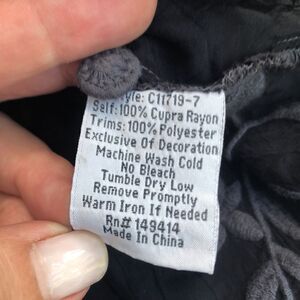 Style: C11719-7
Self: 100% Cupra Rayon
Trims: 100% Polyester
Exclusive Of Decoration
Machine Wash Cold
No Bleach
Tumble Dry Low
Remove Promptly
Warm Iron If Needed
Rn# 149414
Made In China